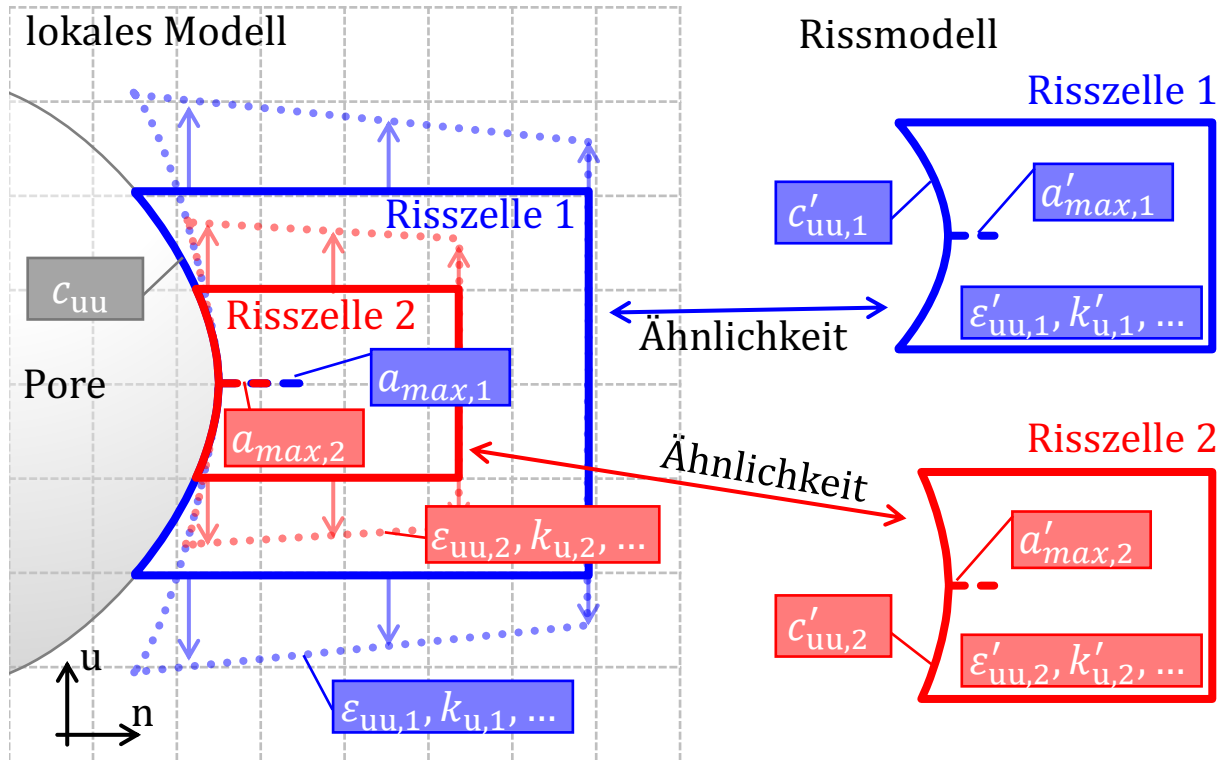 lokales Modell
Rissmodell
Risszelle 1
Risszelle 1
c′uu,1
a′max,1
cuu
Risszelle 2
ε′uu,1, k′u,1, …
Ähnlichkeit
Pore
amax,1
amax,2
Risszelle 2
Ähnlichkeit
εuu,2, ku,2, …
a′max,2
c′uu,2
ε′uu,2, k′u,2, …
u
n
εuu,1, ku,1, …